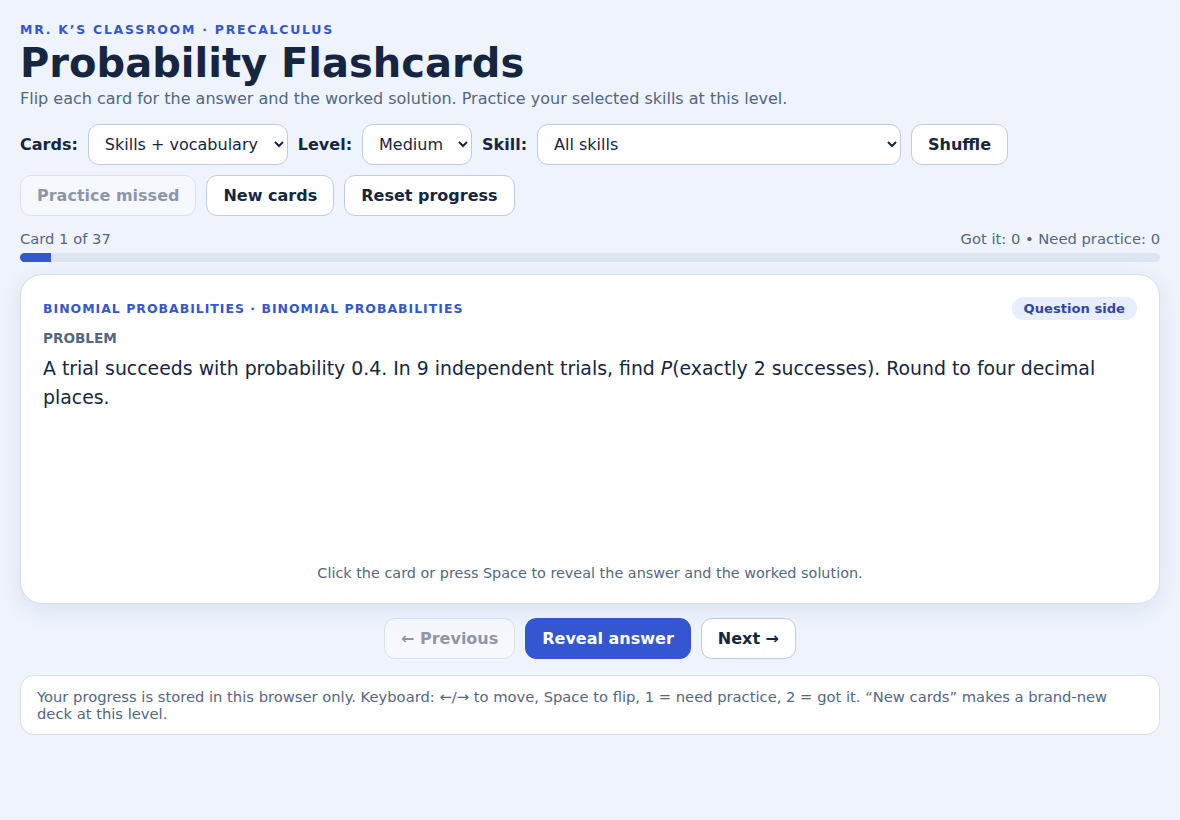 MR. K’S CLASSROOM · PRECALCULUS
Probability Flashcards
Flip each card for the answer and the worked solution. Practice your selected skills at this level.
Cards: Skills + vocabulary Level: Medium Skill: All skills Shuffle
Practice missed New cards Reset progress
Card 1 of 37 Got it: 0 • Need practice: 0
BINOMIAL PROBABILITIES · BINOMIAL PROBABILITIES Question side
PROBLEM
A trial succeeds with probability 0.4. In 9 independent trials, find P(exactly 2 successes). Round to four decimal
places.
Click the card or press Space to reveal the answer and the worked solution.
← Previous Reveal answer Next →
Your progress is stored in this browser only. Keyboard: ←/→ to move, Space to flip, 1 = need practice, 2 = got it. “New cards” makes a brand-new
deck at this level.